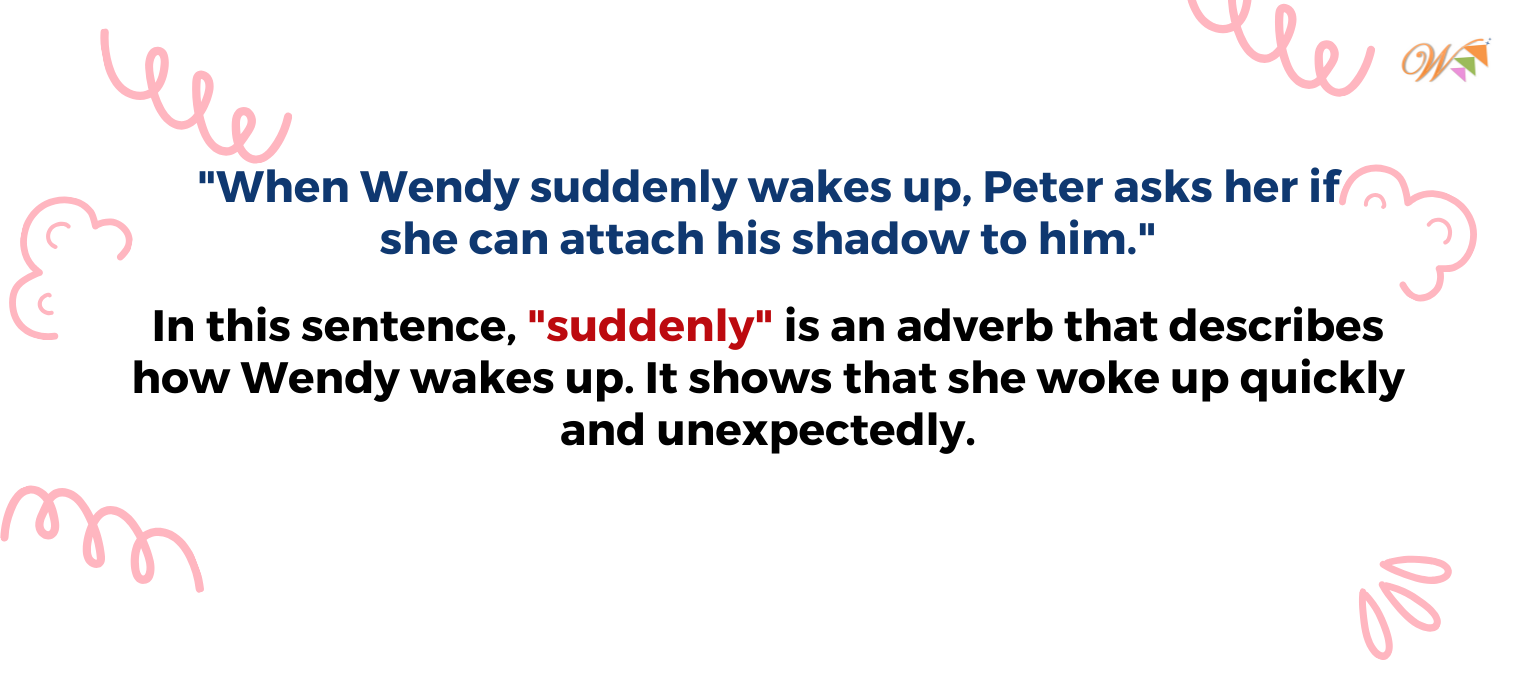 "When Wendy suddenly wakes up, Peter asks her if
she can attach his shadow to him."
In this sentence, "suddenly" is an adverb that describes
how Wendy wakes up. It shows that she woke up quickly
and unexpectedly.
W